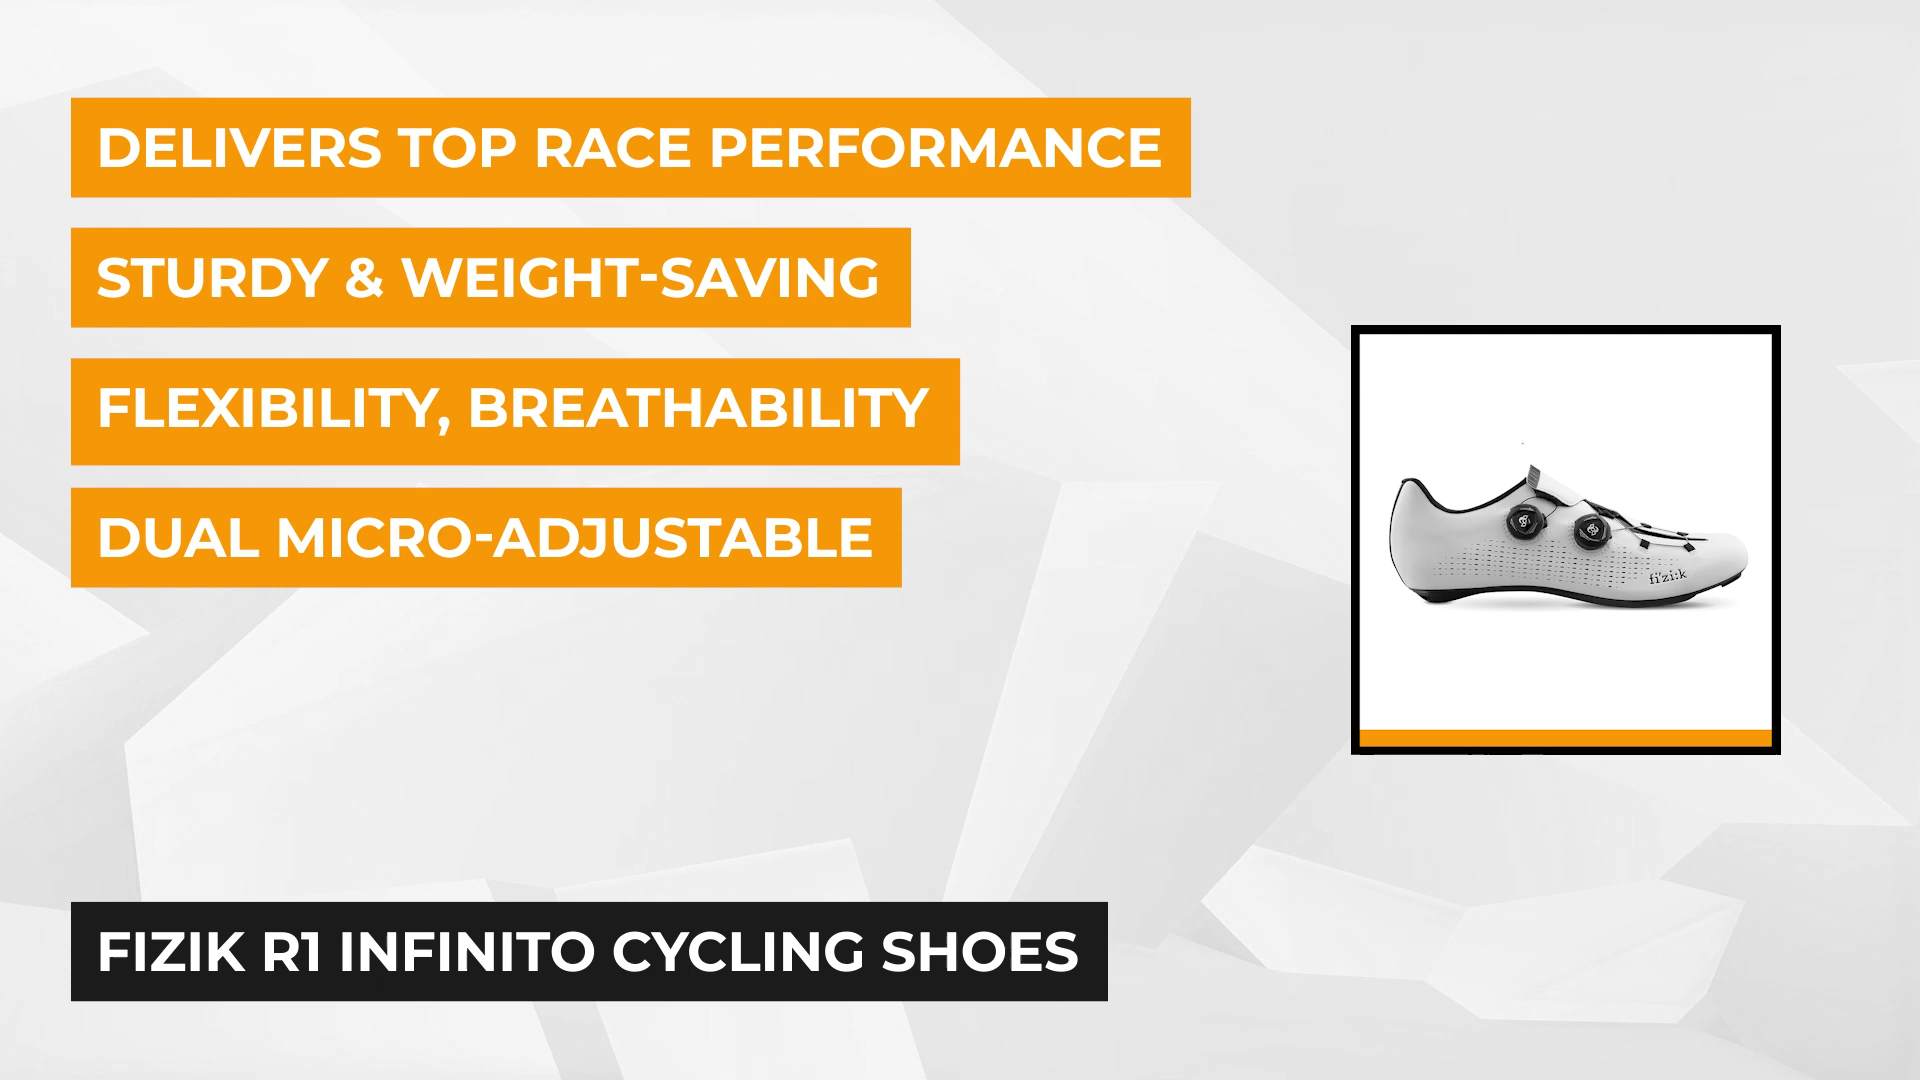 DELIVERS TOP RACE PERFORMANCE
STURDY & WEIGHT-SAVING
FLEXIBILITY, BREATHABILITY
DUAL MICRO-ADJUSTABLE
fi'zi:k
FIZIK R1 INFINITO CYCLING SHOES